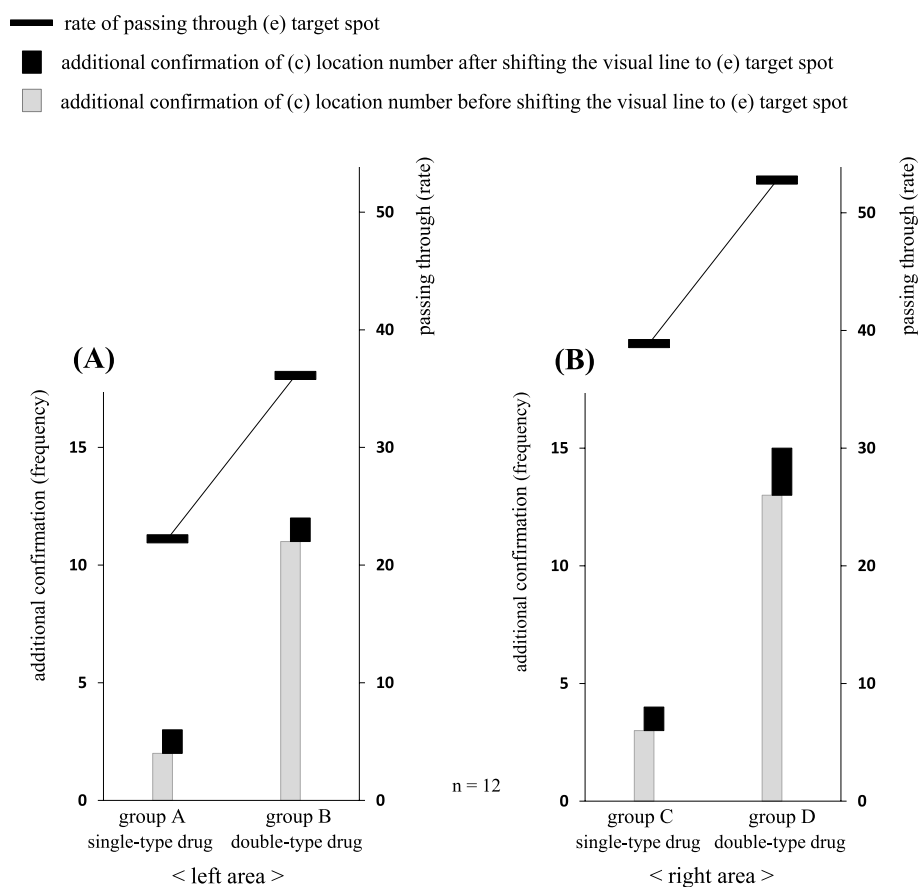 rate of passing through (e) target spot
additional confirmation of (c) location number after shifting the visual line to (e) target spot
additional confirmation of (c) location number before shifting the visual line to (e) target spot
(A)
additional confirmation (frequency)
15
10
5
0
passing through (rate)
50
40
30
20
10
0
group A
single-type drug
group B
double-type drug
< left area >
n = 12
(B)
additional confirmation (frequency)
15
10
5
0
passing through (rate)
50
40
30
20
10
0
group C
single-type drug
group D
double-type drug
< right area >